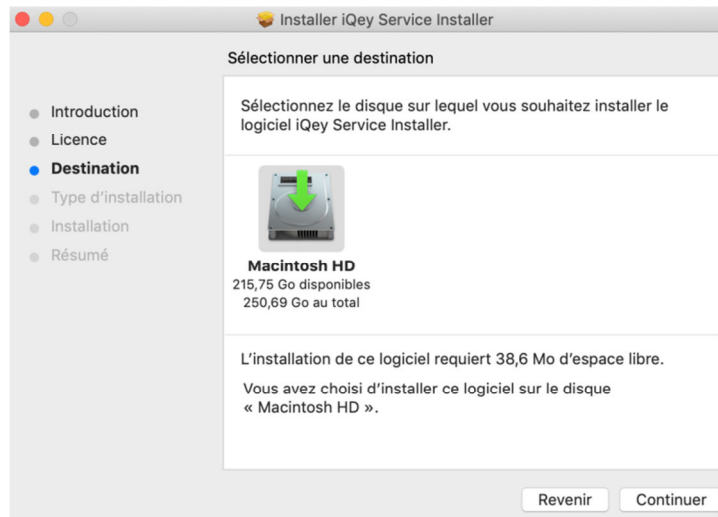 Installer iQey Service Installer
Sélectionner une destination
Introduction
Licence
Destination
Type d'installation
Installation
Résumé
Sélectionnez le disque sur lequel vous souhaitez installer le
logiciel iQey Service Installer.
Macintosh HD
215,75 Go disponibles
250,69 Go au total
L'installation de ce logiciel requiert 38,6 Mo d'espace libre.
Vous avez choisi d'installer ce logiciel sur le disque
« Macintosh HD ».
Revenir
Continuer